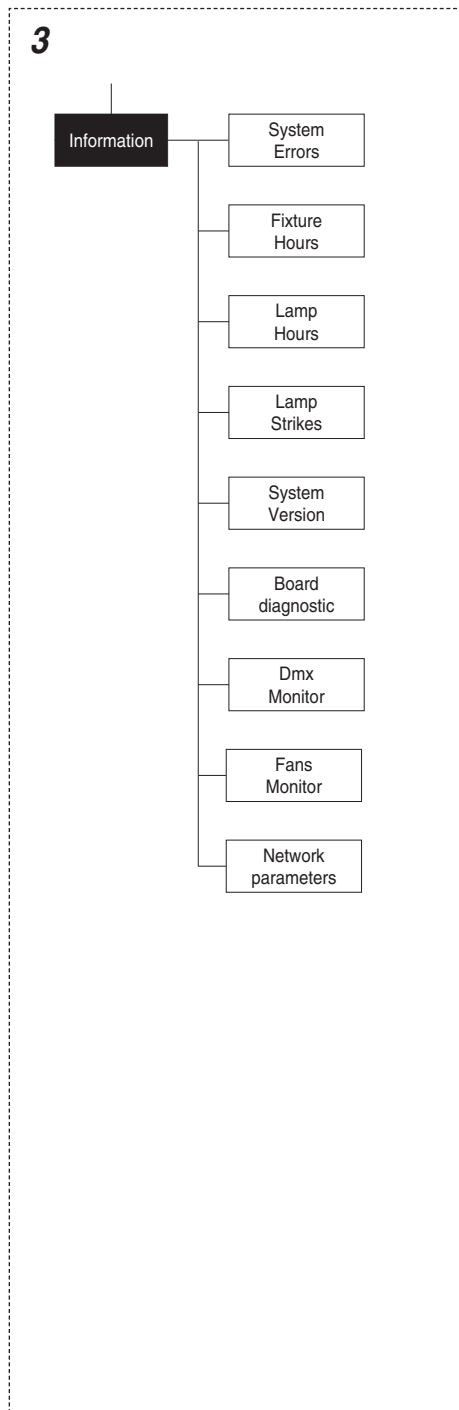 3
Information
System
Errors
Fixture
Hours
Lamp
Hours
Lamp
Strikes
System
Version
Board
diagnostic
Dmx
Monitor
Fans
Monitor
Network
parameters